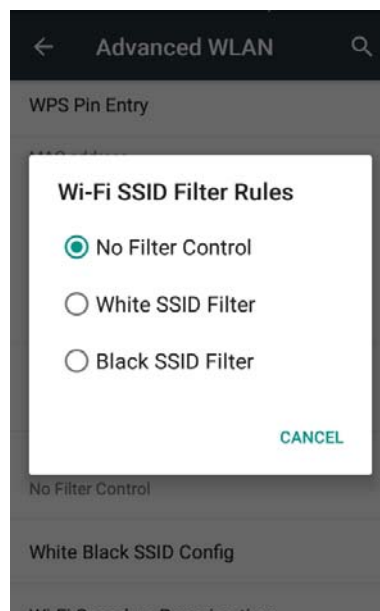 Advanced WLAN
WPS Pin Entry
Wi-Fi SSID Filter Rules
No Filter Control
White SSID Filter
Black SSID Filter
CANCEL
No Filter Control
White Black SSID Config